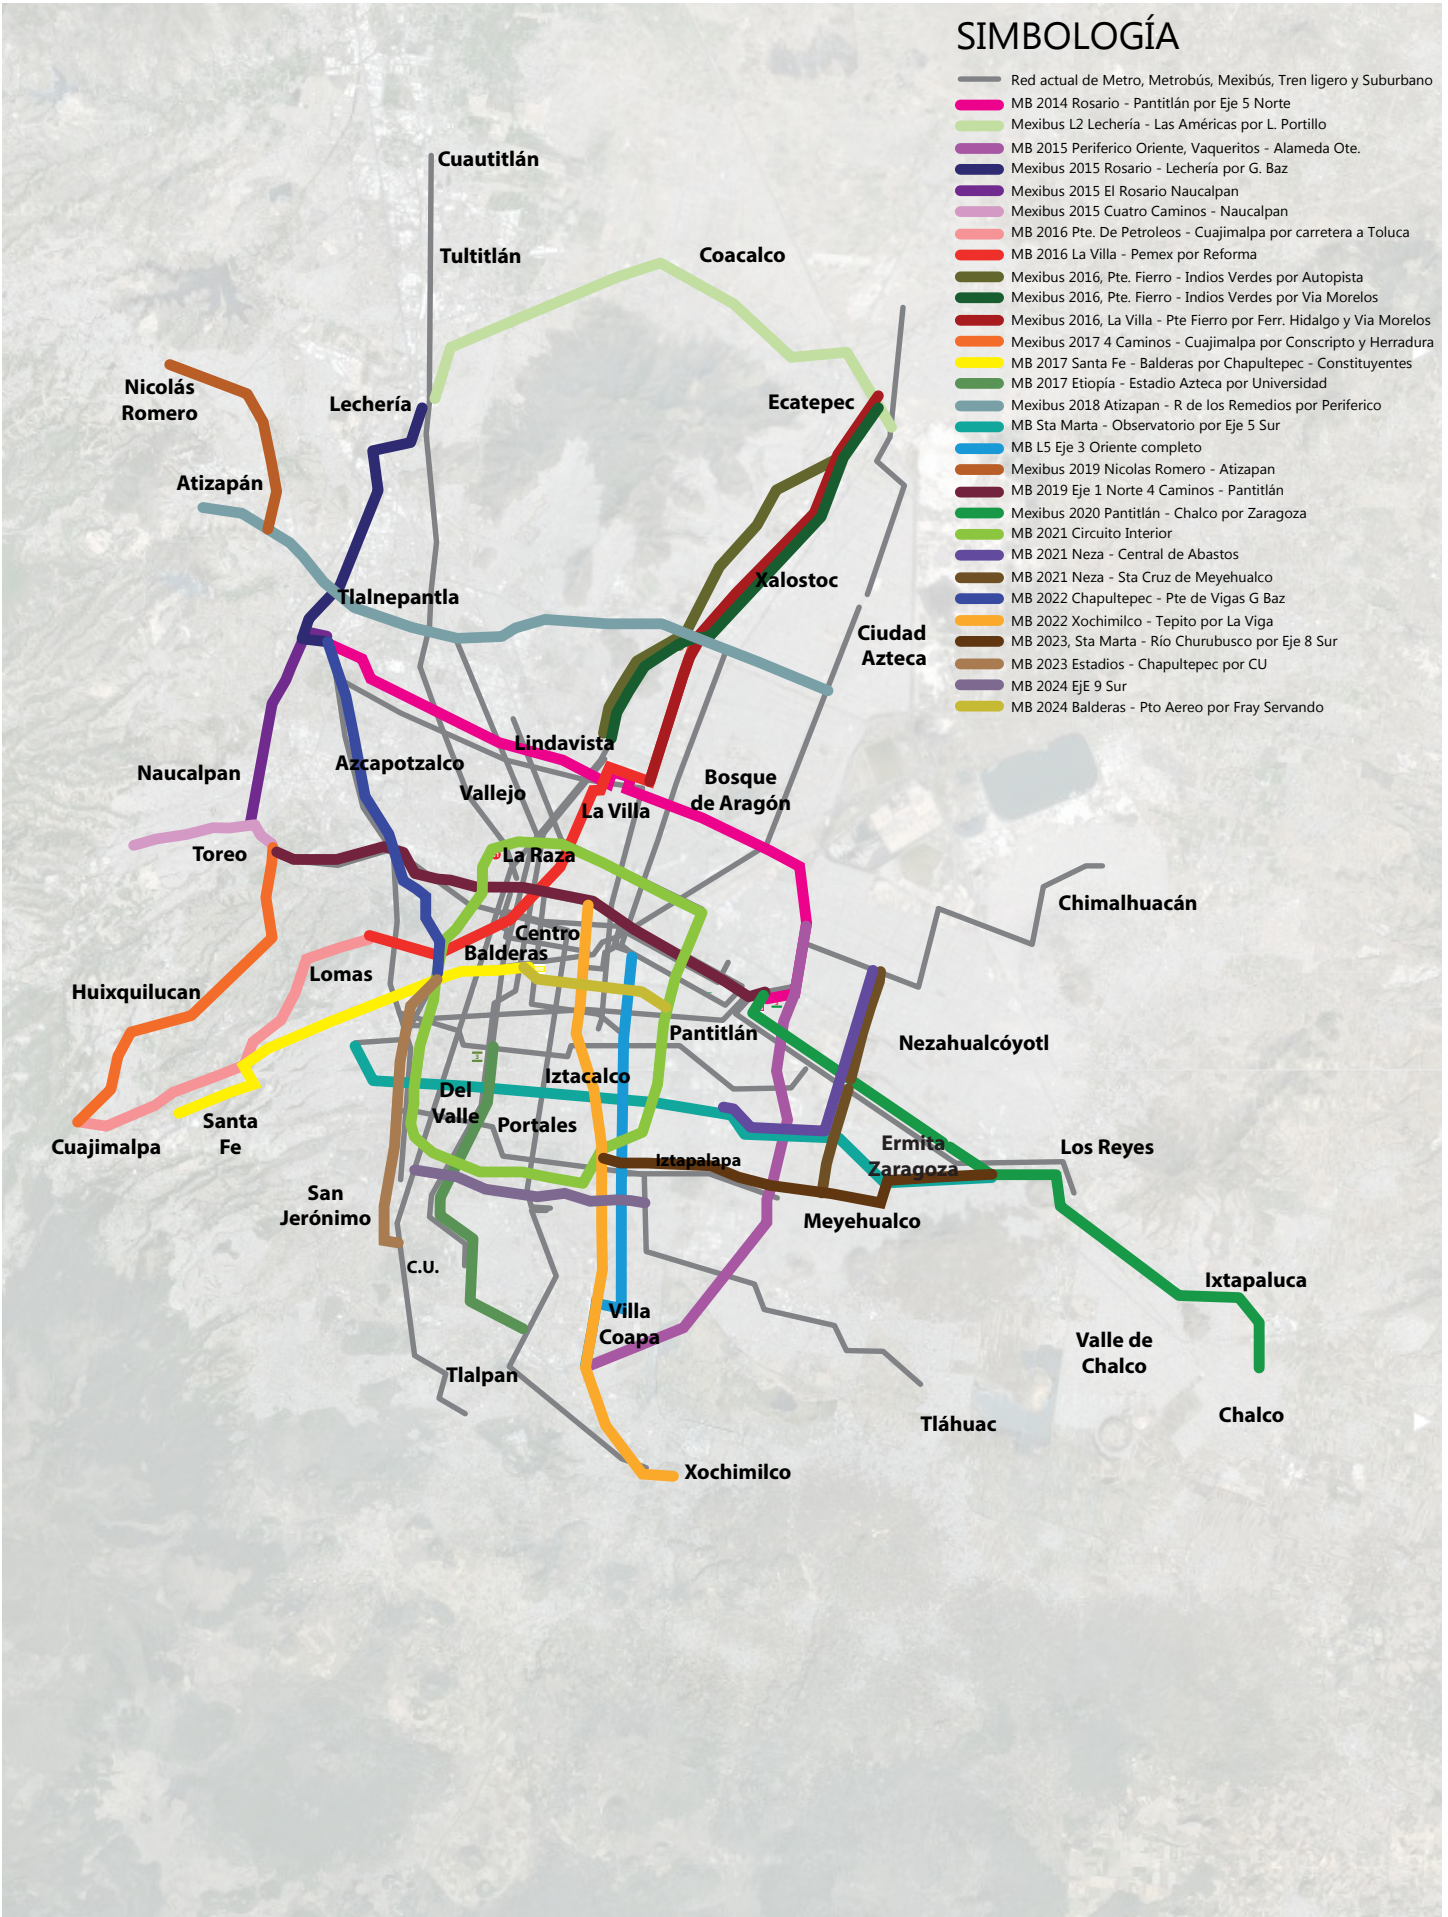 SIMBOLOGÍA
Red actual de Metro, Metrobús, Mexibús, Tren ligero y Suburbano
MB 2014 Rosario - Pantitlán por Eje 5 Norte
Mexibus L2 Lechería - Las Américas por L. Portillo
MB 2015 Periferico Oriente, Vaqueritos - Alameda Ote.
Mexibus 2015 Rosario - Lechería por G. Baz
Mexibus 2015 El Rosario Naucalpan
Mexibus 2015 Cuatro Caminos - Naucalpan
MB 2016 Pte. De Petroleos - Cuajimalpa por carretera a Toluca
MB 2016 La Villa - Pemex por Reforma
Mexibus 2016, Pte. Fierro - Indios Verdes por Autopista
Mexibus 2016, Pte. Fierro - Indios Verdes por Via Morelos
Mexibus 2016, La Villa - Pte Fierro por Ferr. Hidalgo y Via Morelos
Mexibus 2017 4 Caminos - Cuajimalpa por Conscripto y Herradura
MB 2017 Santa Fe - Balderas por Chapultepec - Constituyentes
MB 2017 Etiopía - Estadio Azteca por Universidad
Mexibus 2018 Atizapan - R de los Remedios por Periferico
MB Sta Marta - Observatorio por Eje 5 Sur
MB L5 Eje 3 Oriente completo
Mexibus 2019 Nicolas Romero - Atizapan
MB 2019 Eje 1 Norte 4 Caminos - Pantitlán
Mexibus 2020 Pantitlán - Chalco por Zaragoza
MB 2021 Circuito Interior
MB 2021 Neza - Central de Abastos
MB 2021 Neza - Sta Cruz de Meyehualco
MB 2022 Chapultepec - Pte de Vigas G Baz
MB 2022 Xochimilco - Tepito por La Viga
MB 2023, Sta Marta - Río Churubusco por Eje 8 Sur
MB 2023 Estadios - Chapultepec por CU
MB 2024 EjE 9 Sur
MB 2024 Balderas - Pto Aereo por Fray Servando
Cuautitlán
Tultitlán
Coacalco
Nicolás
Romero
Lechería
Ecatepec
Atizapán
Xalostoc
Tlalnepantla
Ciudad
Azteca
Lindavista
Azcapotzalco
Naucalpan
Bosque
de Aragón
Vallejo
La Villa
Toreo
La Raza
Chimalhuacán
Centro
Balderas
Lomas
Huixquilucan
Pantitlán
Nezahualcóyotl
Iztacalco
Del
Valle
Santa
Fe
Portales
Cuajimalpa
Ermita
Zaragoza
Los Reyes
Iztapalapa
San
Jerónimo
Meyehualco
C.U.
Ixtapaluca
Villa
Coapa
Valle de
Chalco
Tlalpan
Chalco
Tláhuac
Xochimilco